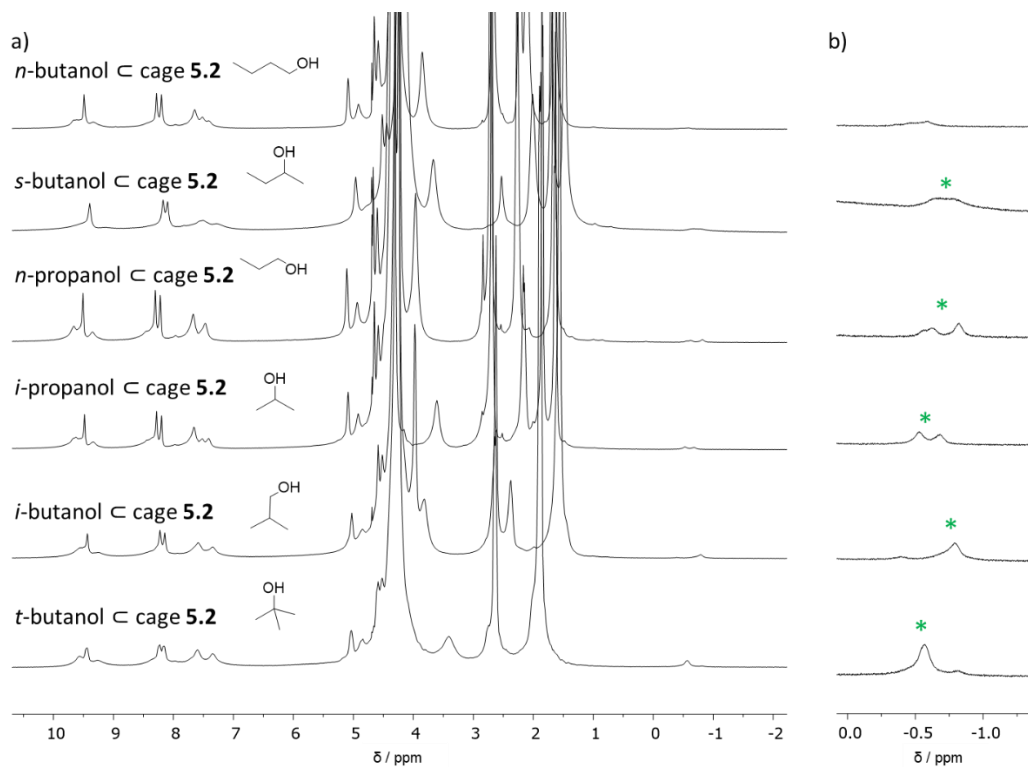 a)
b)
n-butanol ⊂ cage 5.2
OH
s-butanol ⊂ cage 5.2
OH
*
n-propanol ⊂ cage 5.2
OH
*
i-propanol ⊂ cage 5.2
OH
*
i-butanol ⊂ cage 5.2
OH
*
t-butanol ⊂ cage 5.2
OH
*
10 9 8 7 6 5 4 3 2 1 0 -1 -2
δ / ppm
0.0 -0.5 -1.0
δ / ppm